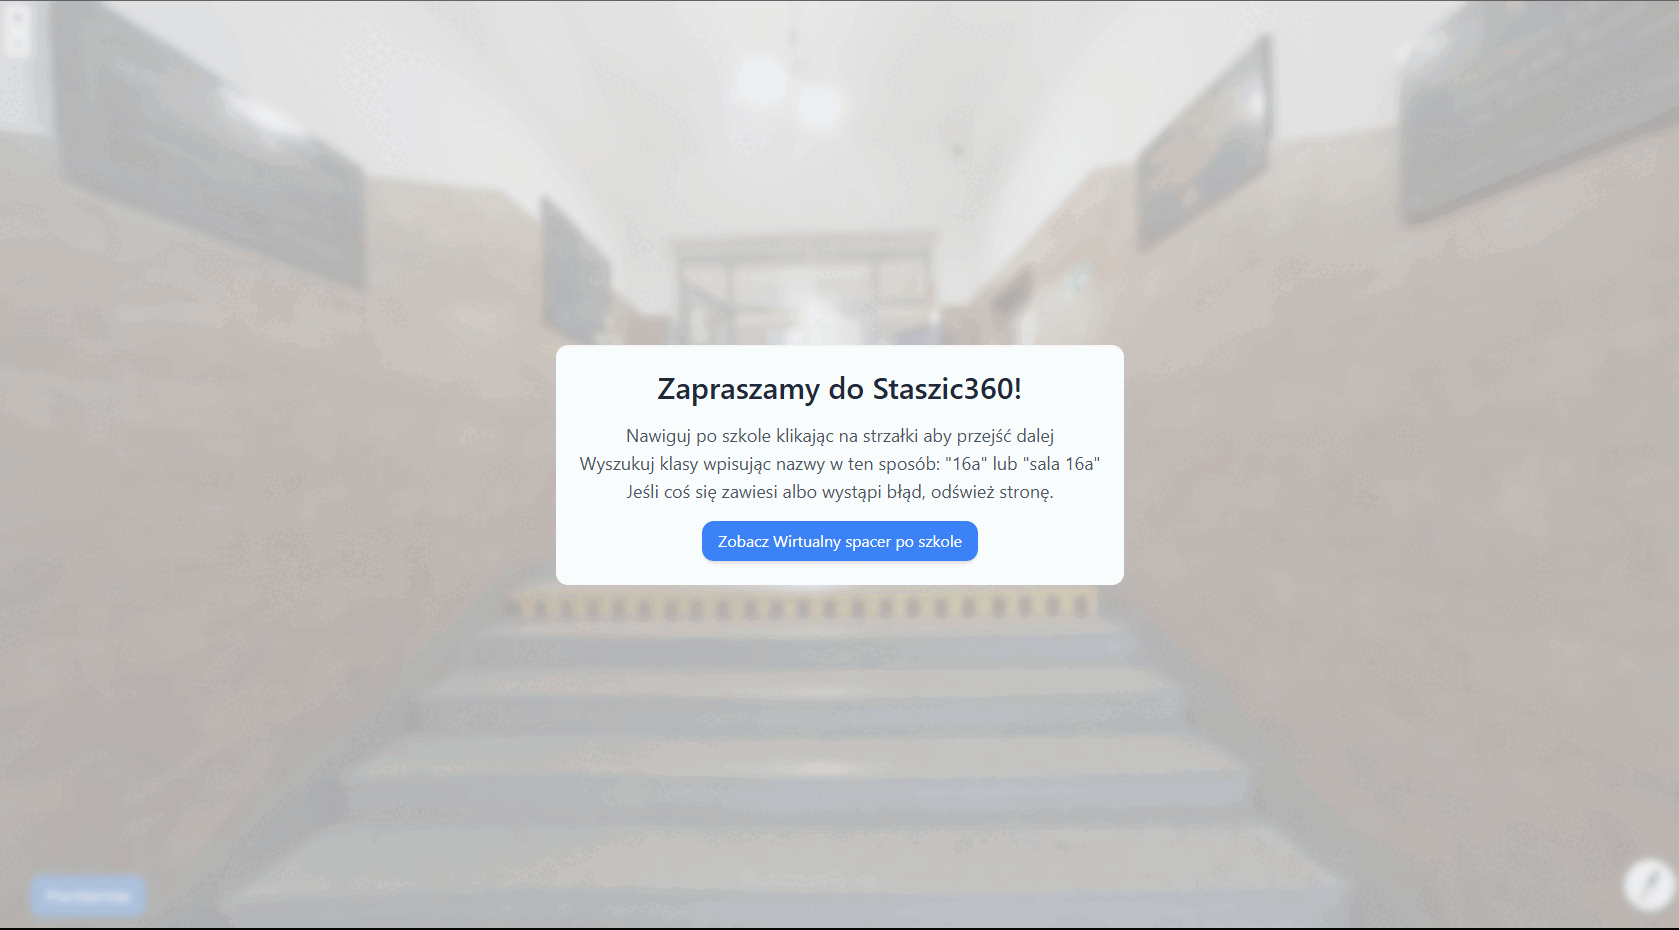 Zapraszamy do Staszic360!
Nawiguj po szkole klikając na strzałki aby przejść dalej
Wyszukuj klasy wpisując nazwy w ten sposób: "16a" lub "sala 16a"
Jeśli coś się zawiesi albo wystąpi błąd, odśwież stronę.
Zobacz Wirtualny spacer po szkole